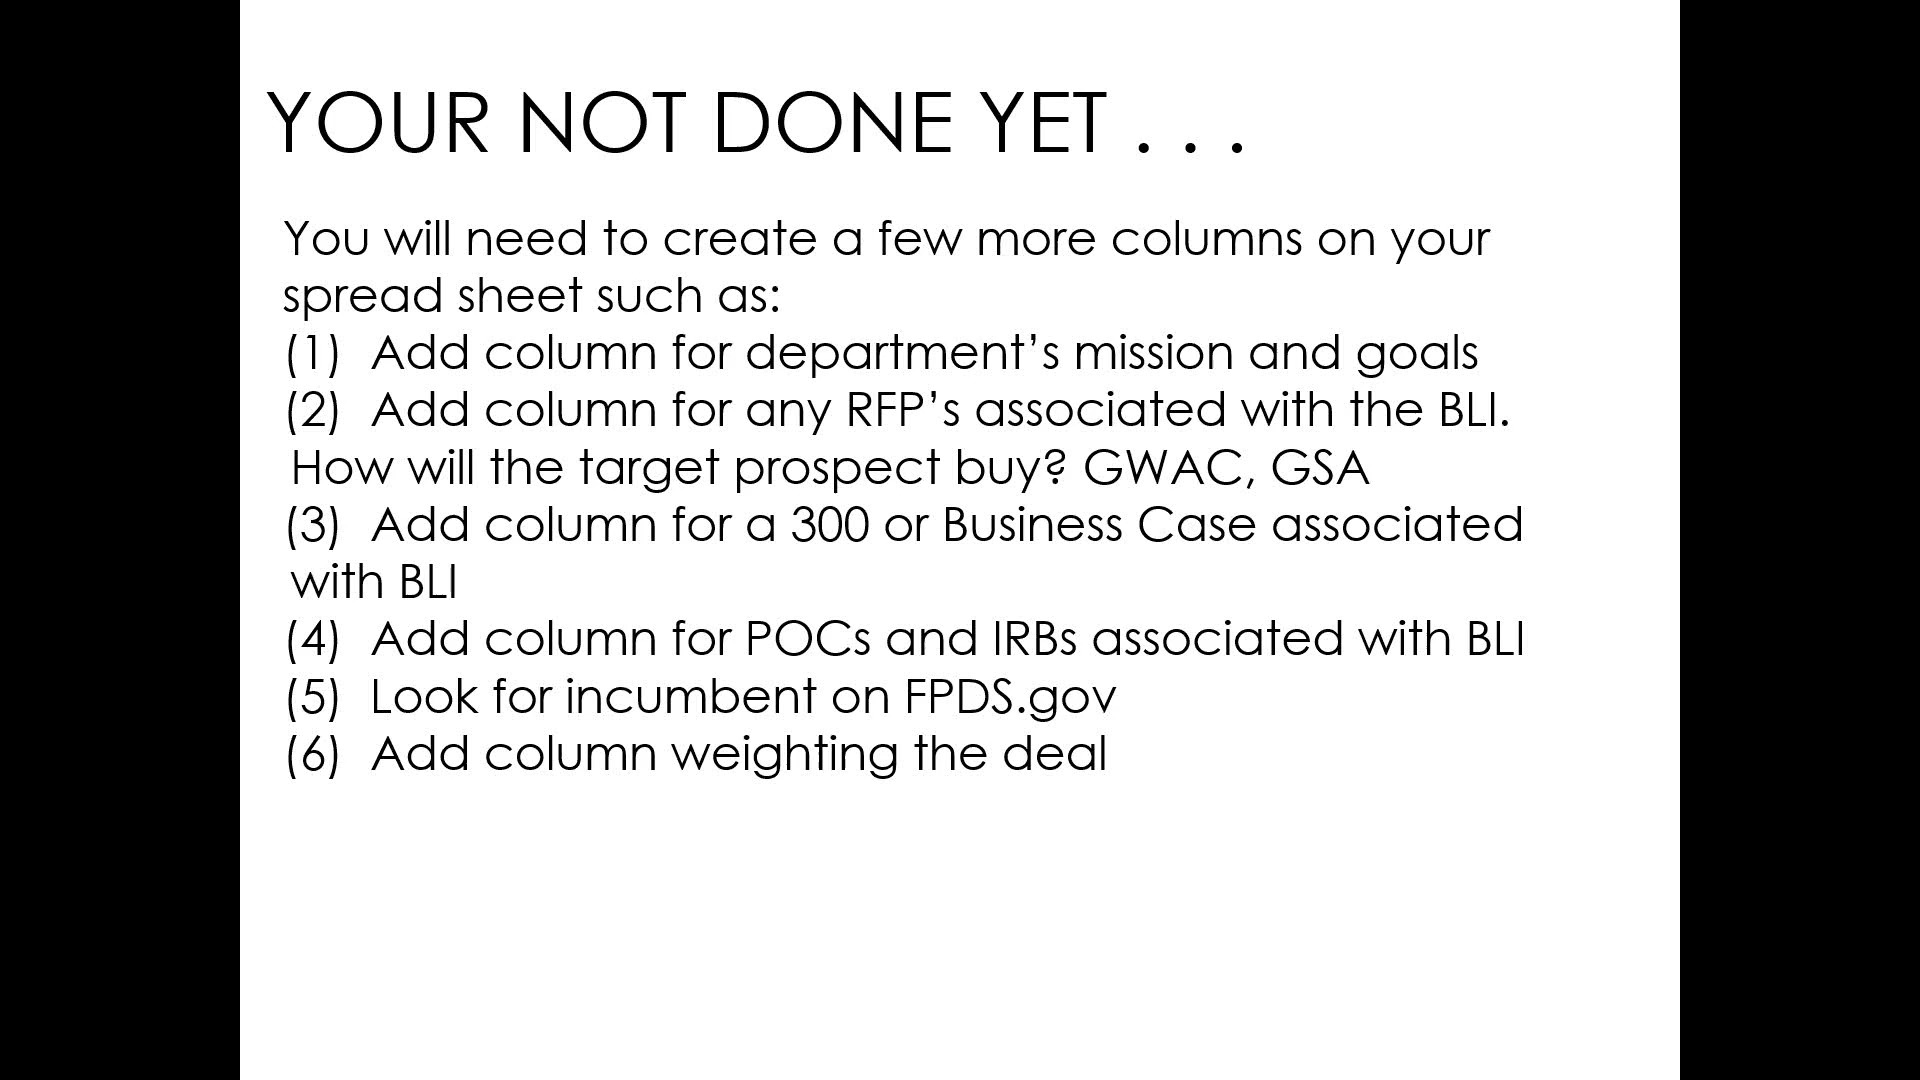 YOUR NOT DONE YET . . .
You will need to create a few more columns on your
spread sheet such as:
(1) Add column for department’s mission and goals
(2) Add column for any RFP’s associated with the BLI.
How will the target prospect buy? GWAC, GSA
(3) Add column for a 300 or Business Case associated
with BLI
(4) Add column for POCs and IRBs associated with BLI
(5) Look for incumbent on FPDS.gov
(6) Add column weighting the deal